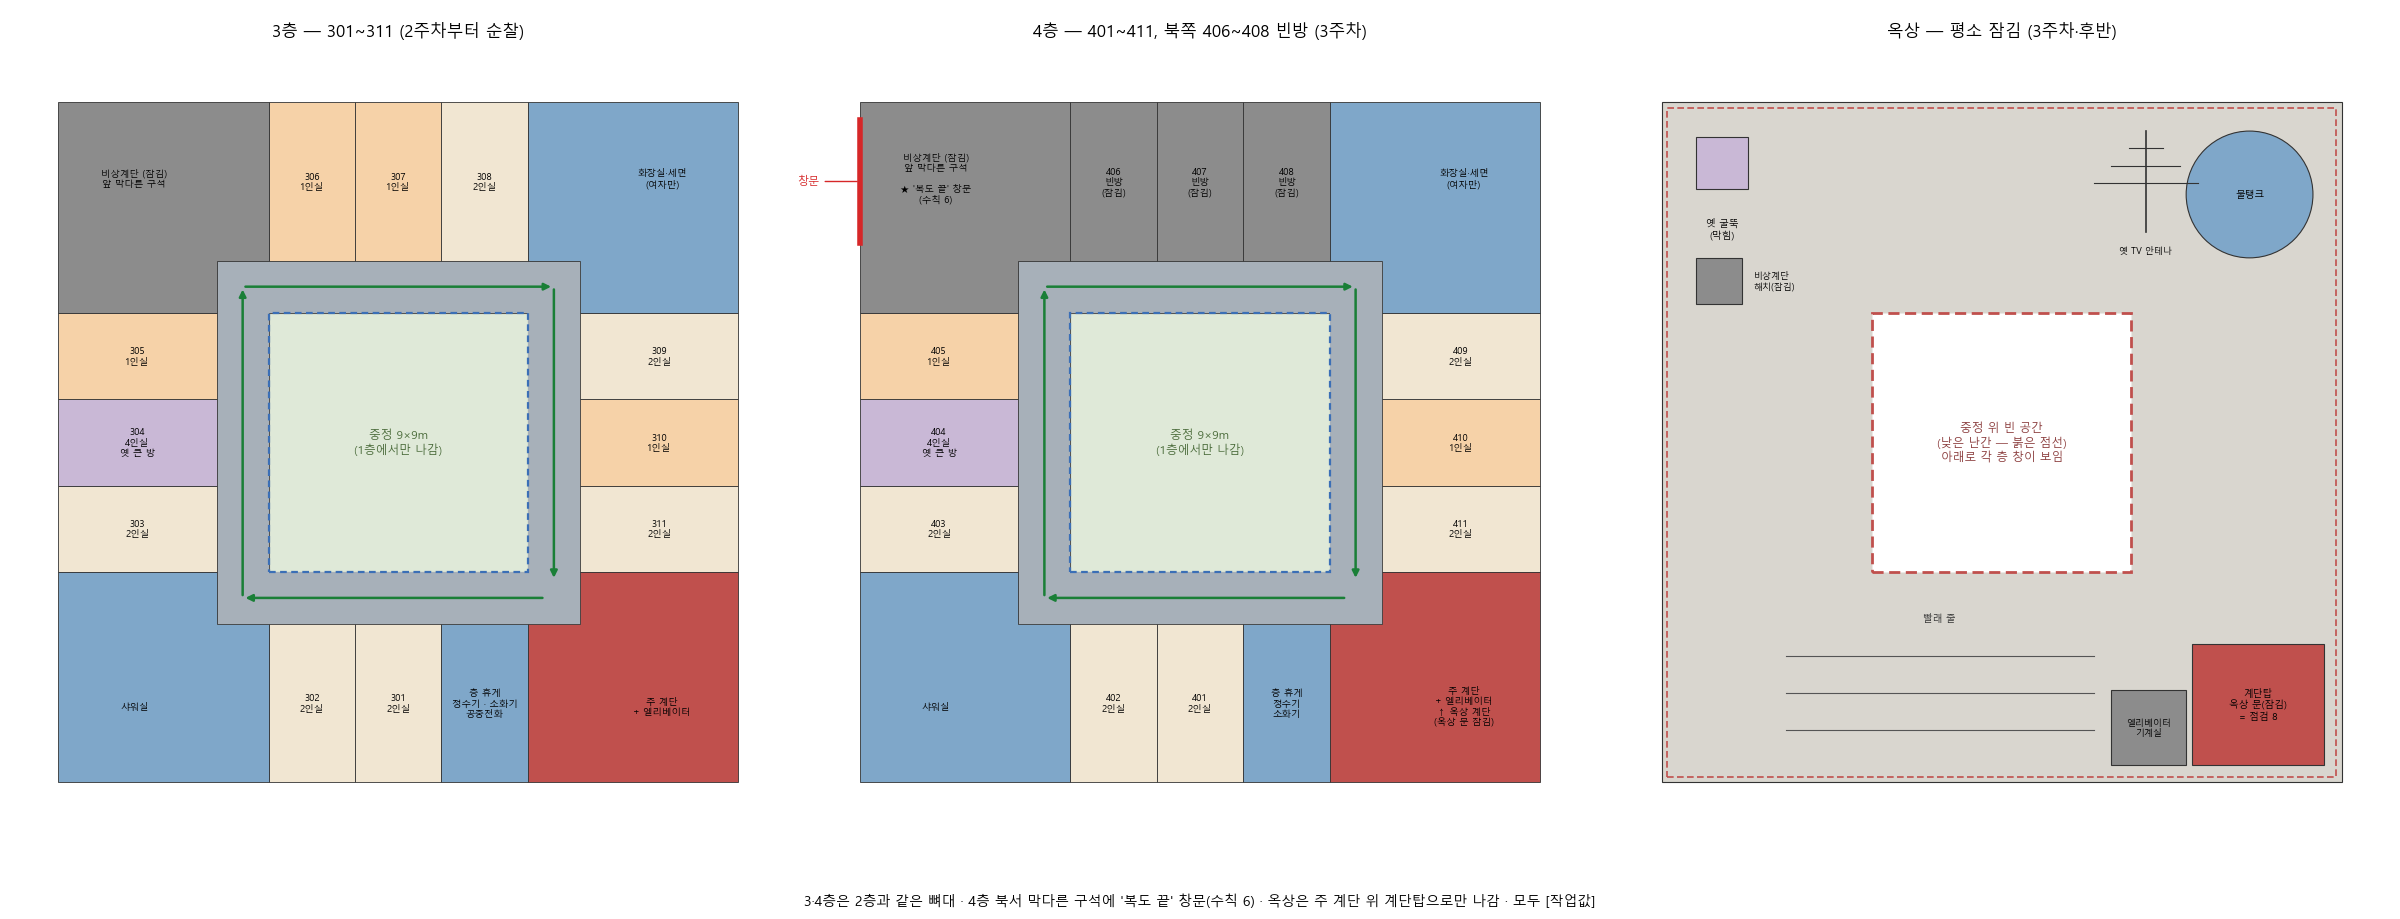 3층 — 301~311 (2주차부터 순찰)
비상계단 (잠김)
앞 막다른 구석
306
1인실
307
1인실
308
2인실
화장실·세면
(여자만)
305
1인실
309
2인실
304
4인실
옛 큰 방
중정 9×9m
(1층에서만 나감)
310
1인실
303
2인실
311
2인실
샤워실
302
2인실
301
2인실
층 휴게
정수기 · 소화기
공중전화
주 계단
+ 엘리베이터
4층 — 401~411, 북쪽 406~408 빈방 (3주차)
창문
비상계단 (잠김)
앞 막다른 구석
★ '복도 끝' 창문
(수칙 6)
406
빈방
(잠김)
407
빈방
(잠김)
408
빈방
(잠김)
화장실·세면
(여자만)
405
1인실
409
2인실
404
4인실
옛 큰 방
중정 9×9m
(1층에서만 나감)
410
1인실
403
2인실
411
2인실
샤워실
402
2인실
401
2인실
층 휴게
정수기
소화기
주 계단
+ 엘리베이터
↑ 옥상 계단
(옥상 문 잠김)
옥상 — 평소 잠김 (3주차·후반)
옛 굴뚝
(막힘)
비상계단
해치(잠김)
옛 TV 안테나
물탱크
중정 위 빈 공간
(낮은 난간 — 붉은 점선)
아래로 각 층 창이 보임
빨래 줄
엘리베이터
기계실
계단탑
옥상 문(잠김)
= 점검 8
3·4층은 2층과 같은 뼈대 · 4층 북서 막다른 구석에 '복도 끝' 창문(수칙 6) · 옥상은 주 계단 위 계단탑으로만 나감 · 모두 [작업값]